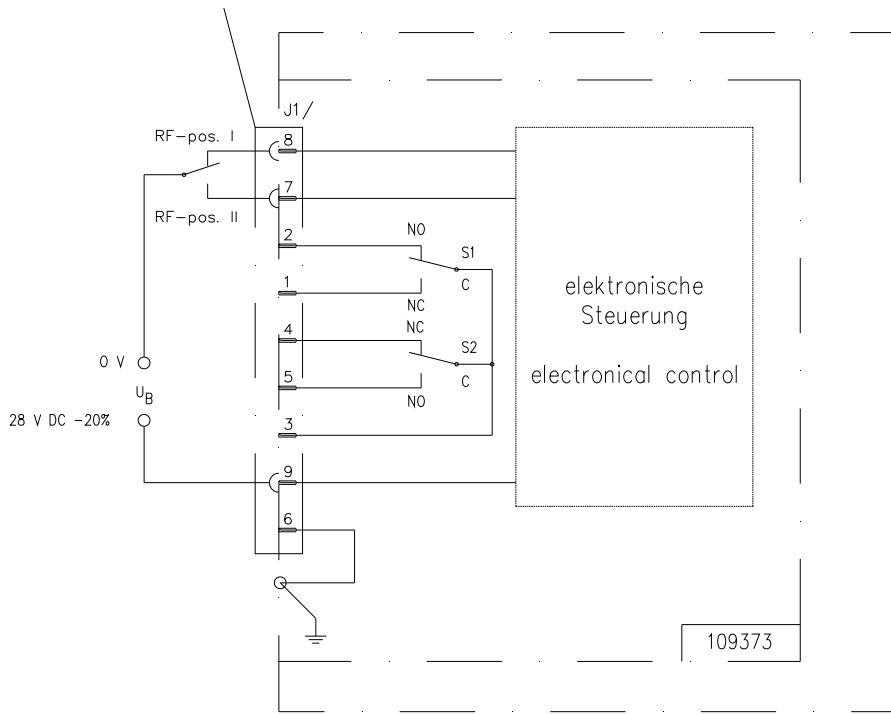 J1/
RF-pos. I
8
7
RF-pos. II
2
NO
S1
C
1
NC
4
NC
S2
C
5
NO
3
9
6
0 V
UB
28 V DC -20%
elektronische
Steuerung
electronical control
109373